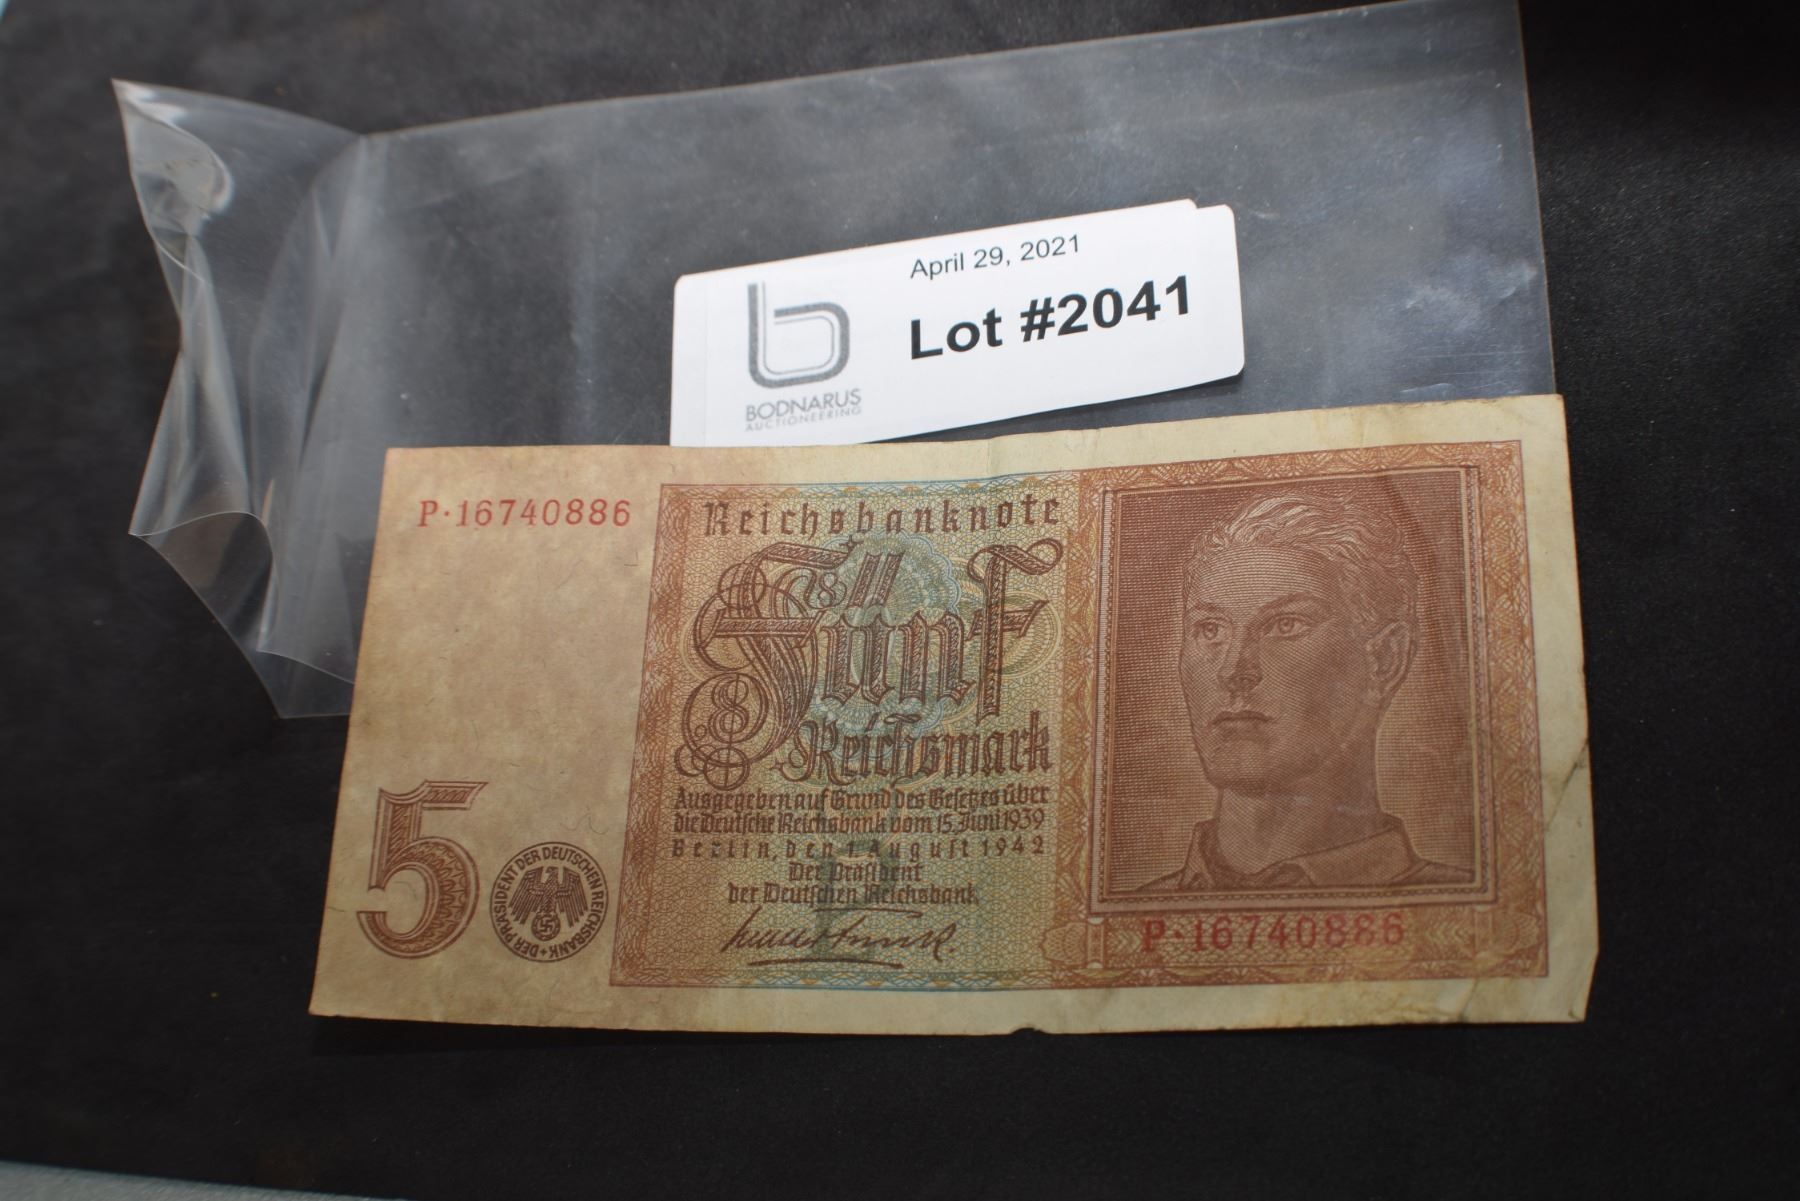 April 29, 2021
Lot #2041
BODNARUS
AUCTIONEERING
P·16740886
Reichsbanknote
Fünf
Reichsmark
Ausgegeben auf Grund des Gesetzes über
die Deutsche Reichsbank vom 15. Juni 1939
Berlin, den 1. August 1942
Der Präsident
der Deutschen Reichsbank
5
DER PRÄSIDENT DER DEUTSCHEN REICHSBANK
P·16740886